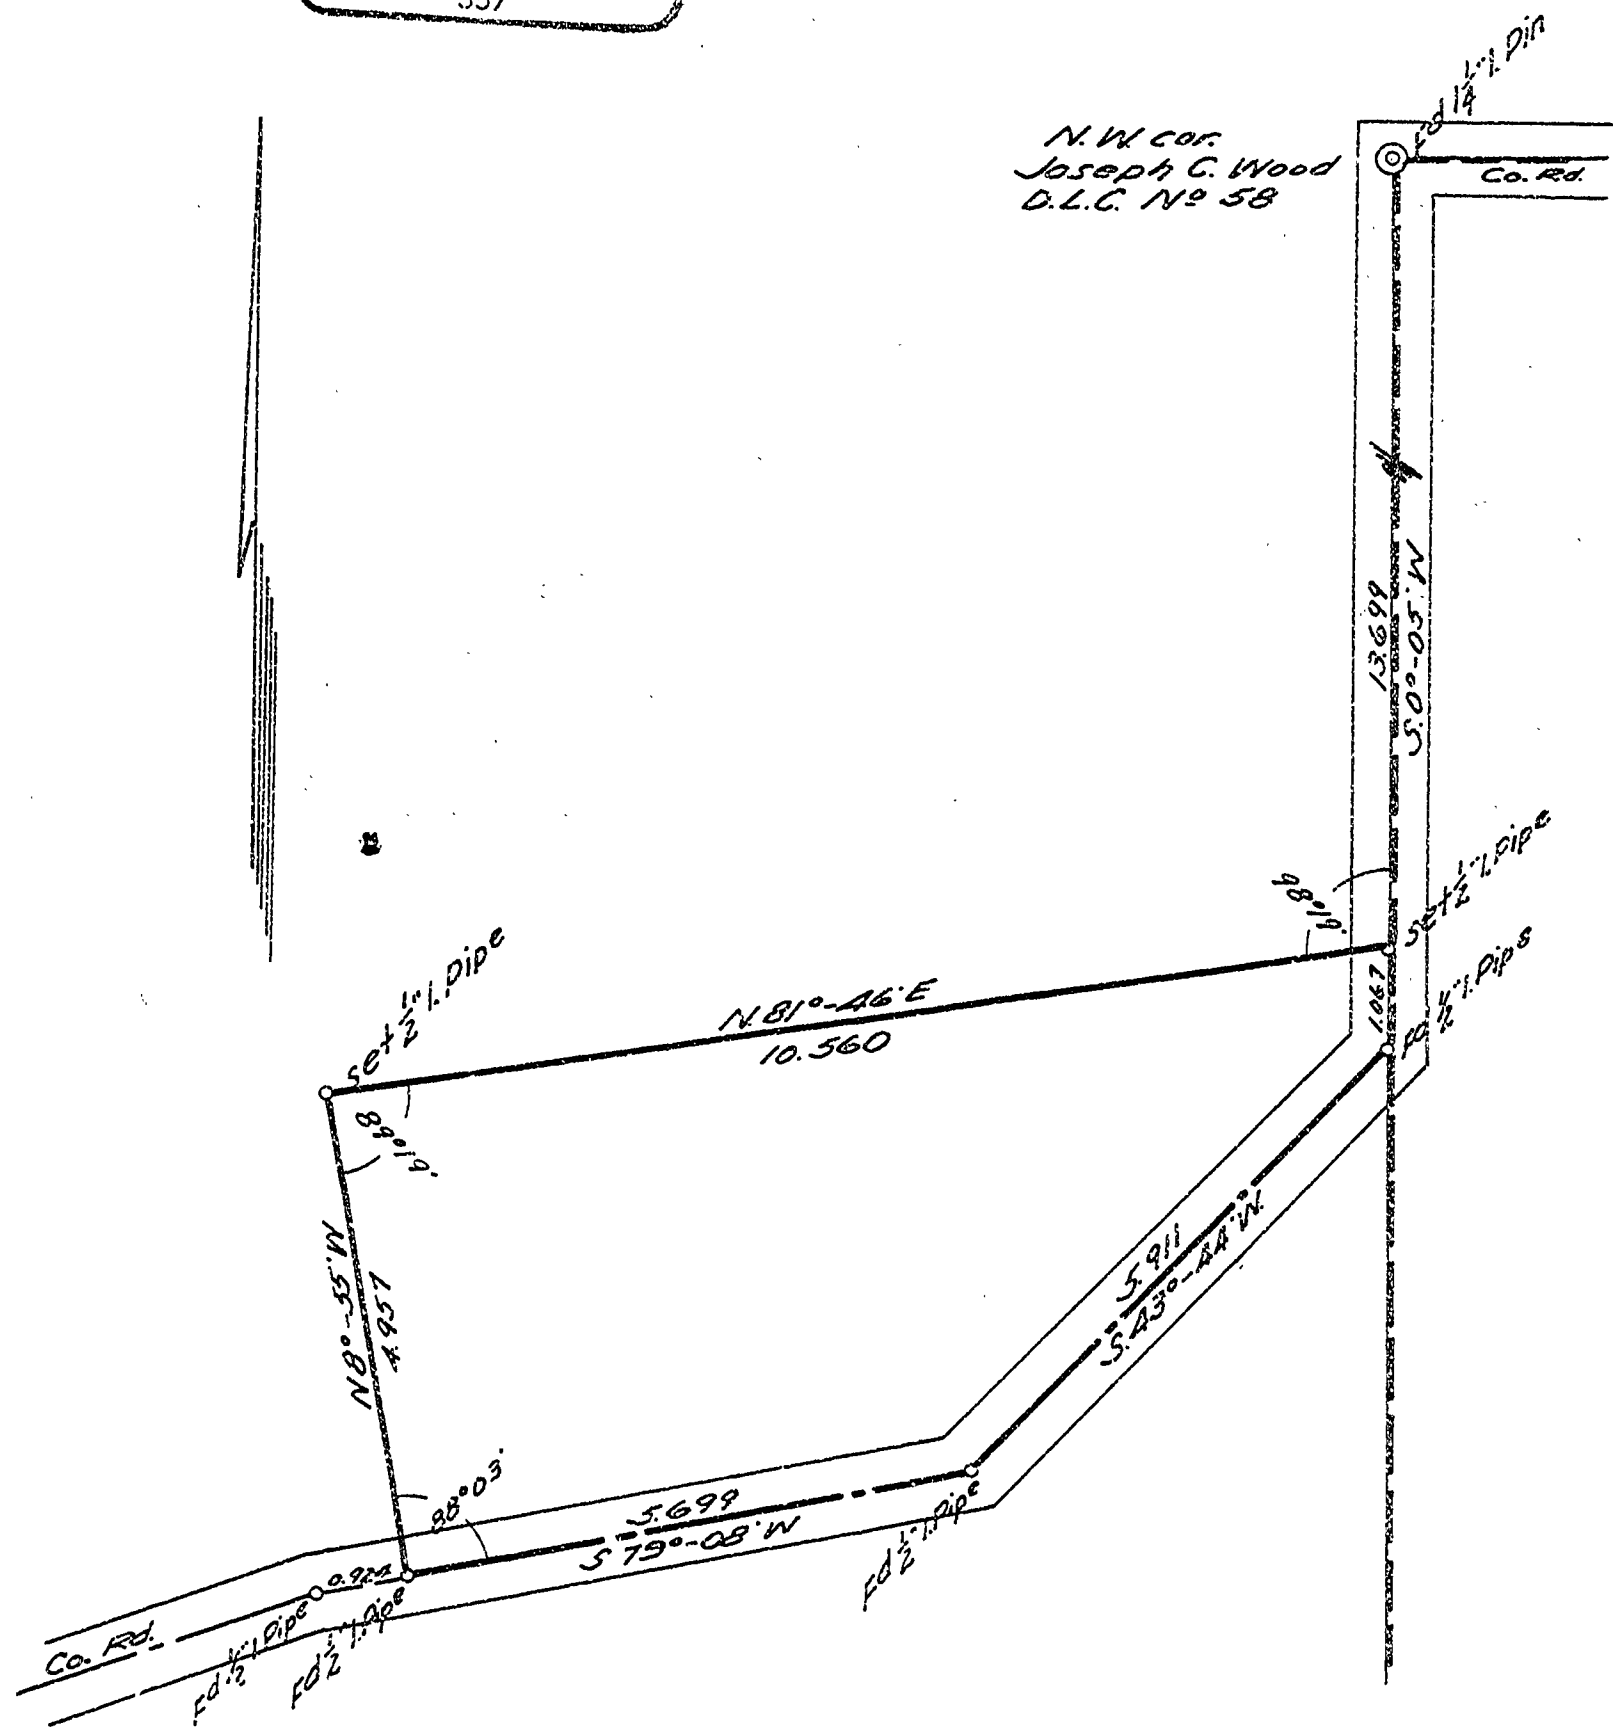 337
Fd 1¼" I. Pin
N.W. cor.
Joseph C. Wood
D.L.C. Nº 58
Co. Rd.
13.699
S.0°-05' W.
98°19'
Set ½" I. Pipe
1.067
Fd ½" I. Pipe
Set ½" I. Pipe
N.81°-46' E
10.560
89°19'
N 8°-55' W
4.957
5.911
S.43°-44' W.
88°03'
5.699
S 79°-08' W
Fd ½" I. Pipe
0.924
Co. Rd.
Fd ½" I Pipe
Fd ½" I. Pipe